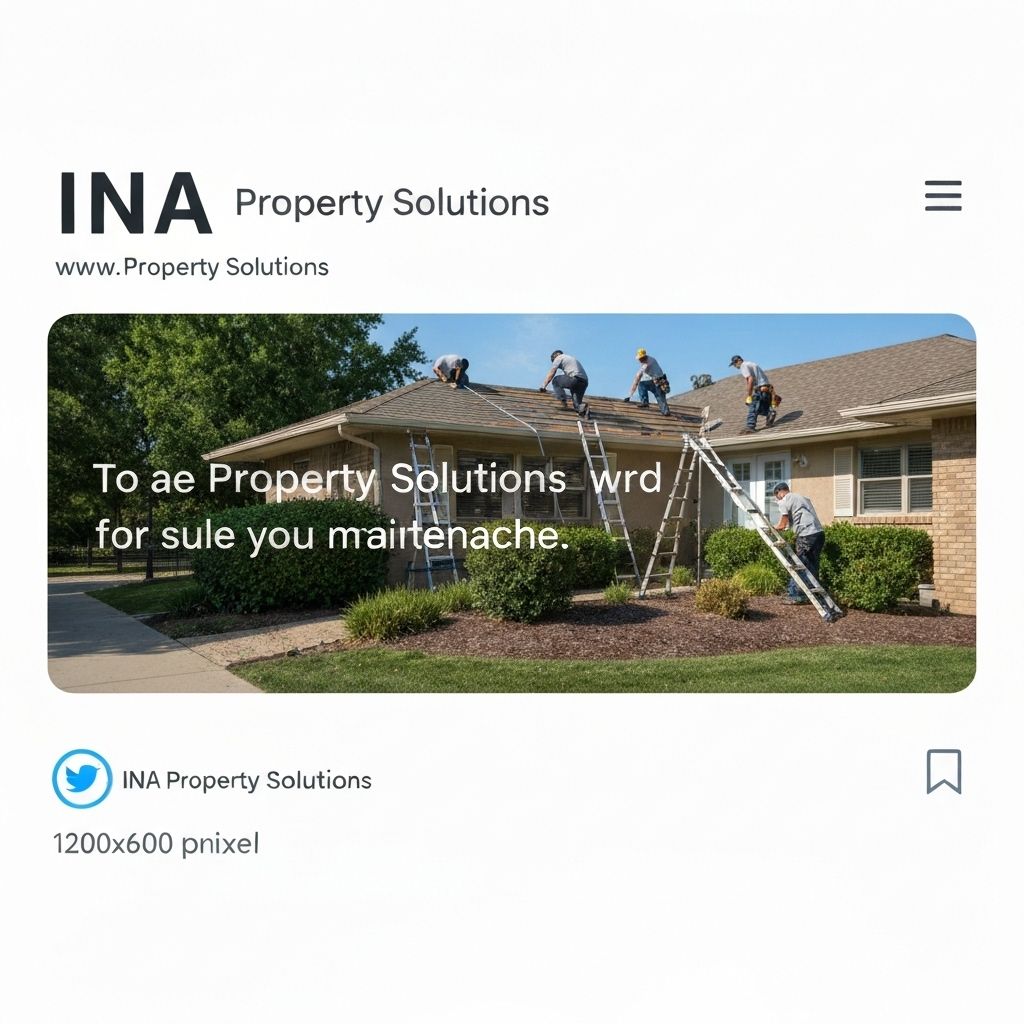 INA Property Solutions
www.Property Solutions
To ae Property Solutions wrd
for sule you maiırtenache.
INA Property Solutions
1200x600 pnixel